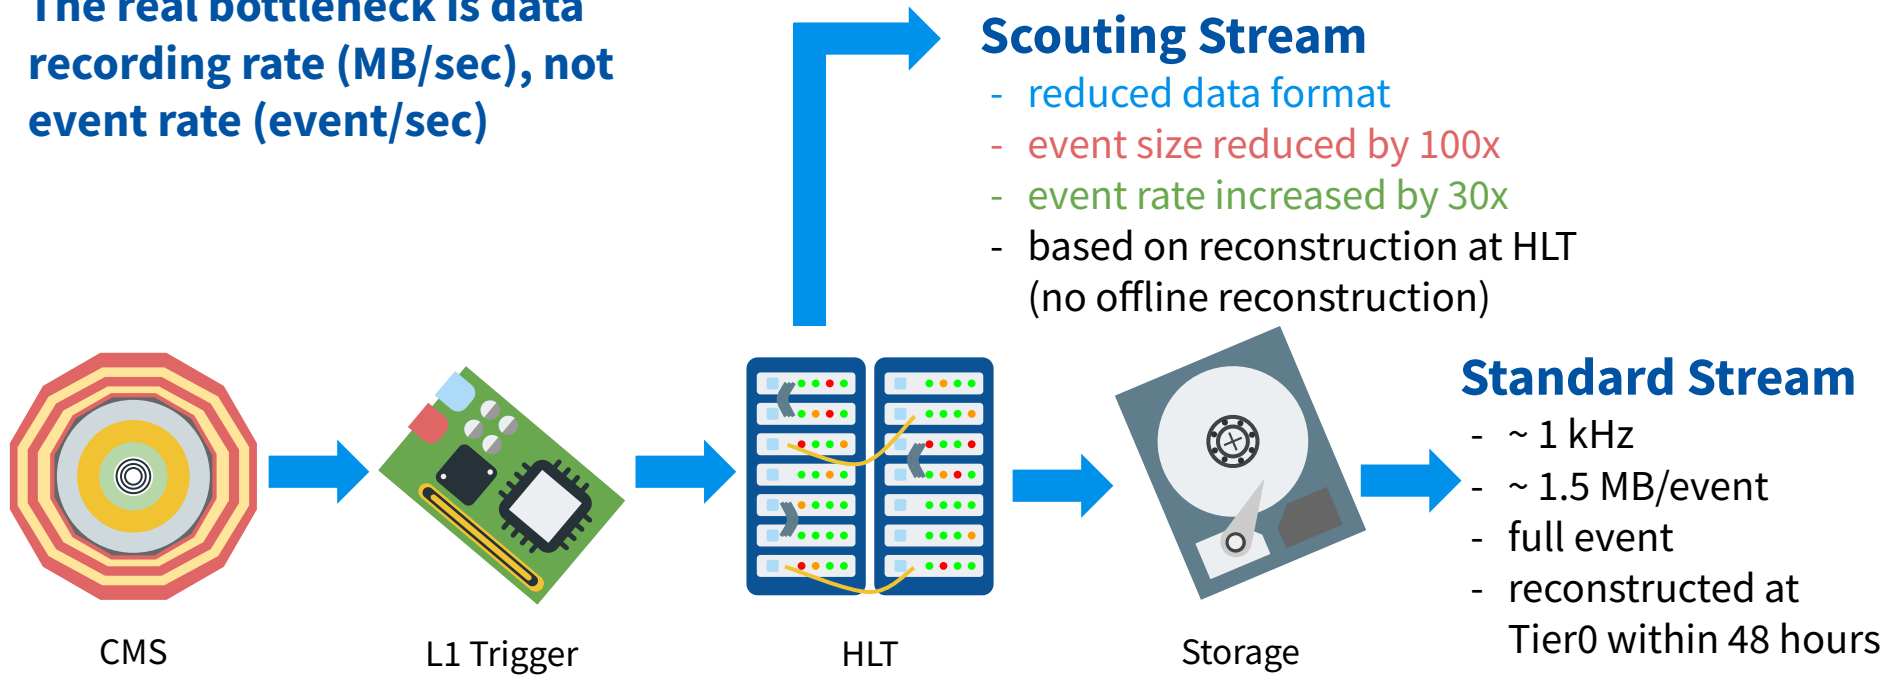 The real bottleneck is data
recording rate (MB/sec), not
event rate (event/sec)
Scouting Stream
- reduced data format
- event size reduced by 100x
- event rate increased by 30x
- based on reconstruction at HLT
(no offline reconstruction)
Standard Stream
- ~ 1 kHz
- ~ 1.5 MB/event
- full event
- reconstructed at
Tier0 within 48 hours
CMS
L1 Trigger
HLT
Storage